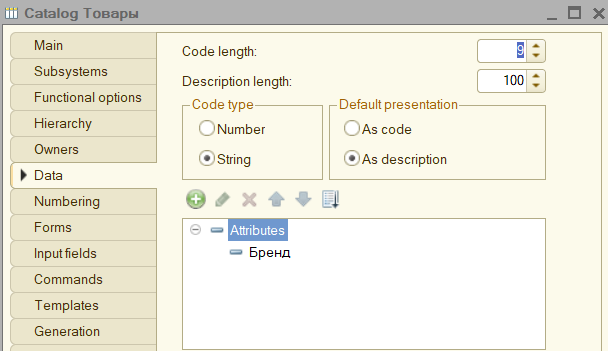 Catalog Товары
Main
Subsystems
Functional options
Hierarchy
Owners
Data
Numbering
Forms
Input fields
Commands
Templates
Generation
Code length: 9
Description length: 100
Code type
Number
String
Default presentation
As code
As description
Attributes
Бренд